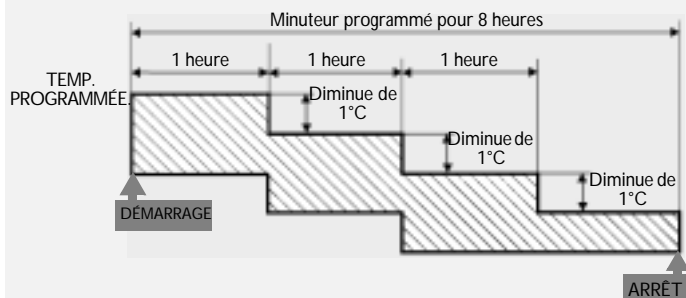 Minuteur programmé pour 8 heures
1 heure
1 heure
1 heure
TEMP.
PROGRAMMÉE.
Diminue de
1°C
Diminue de
1°C
Diminue de
1°C
DÉMARRAGE
ARRÊT